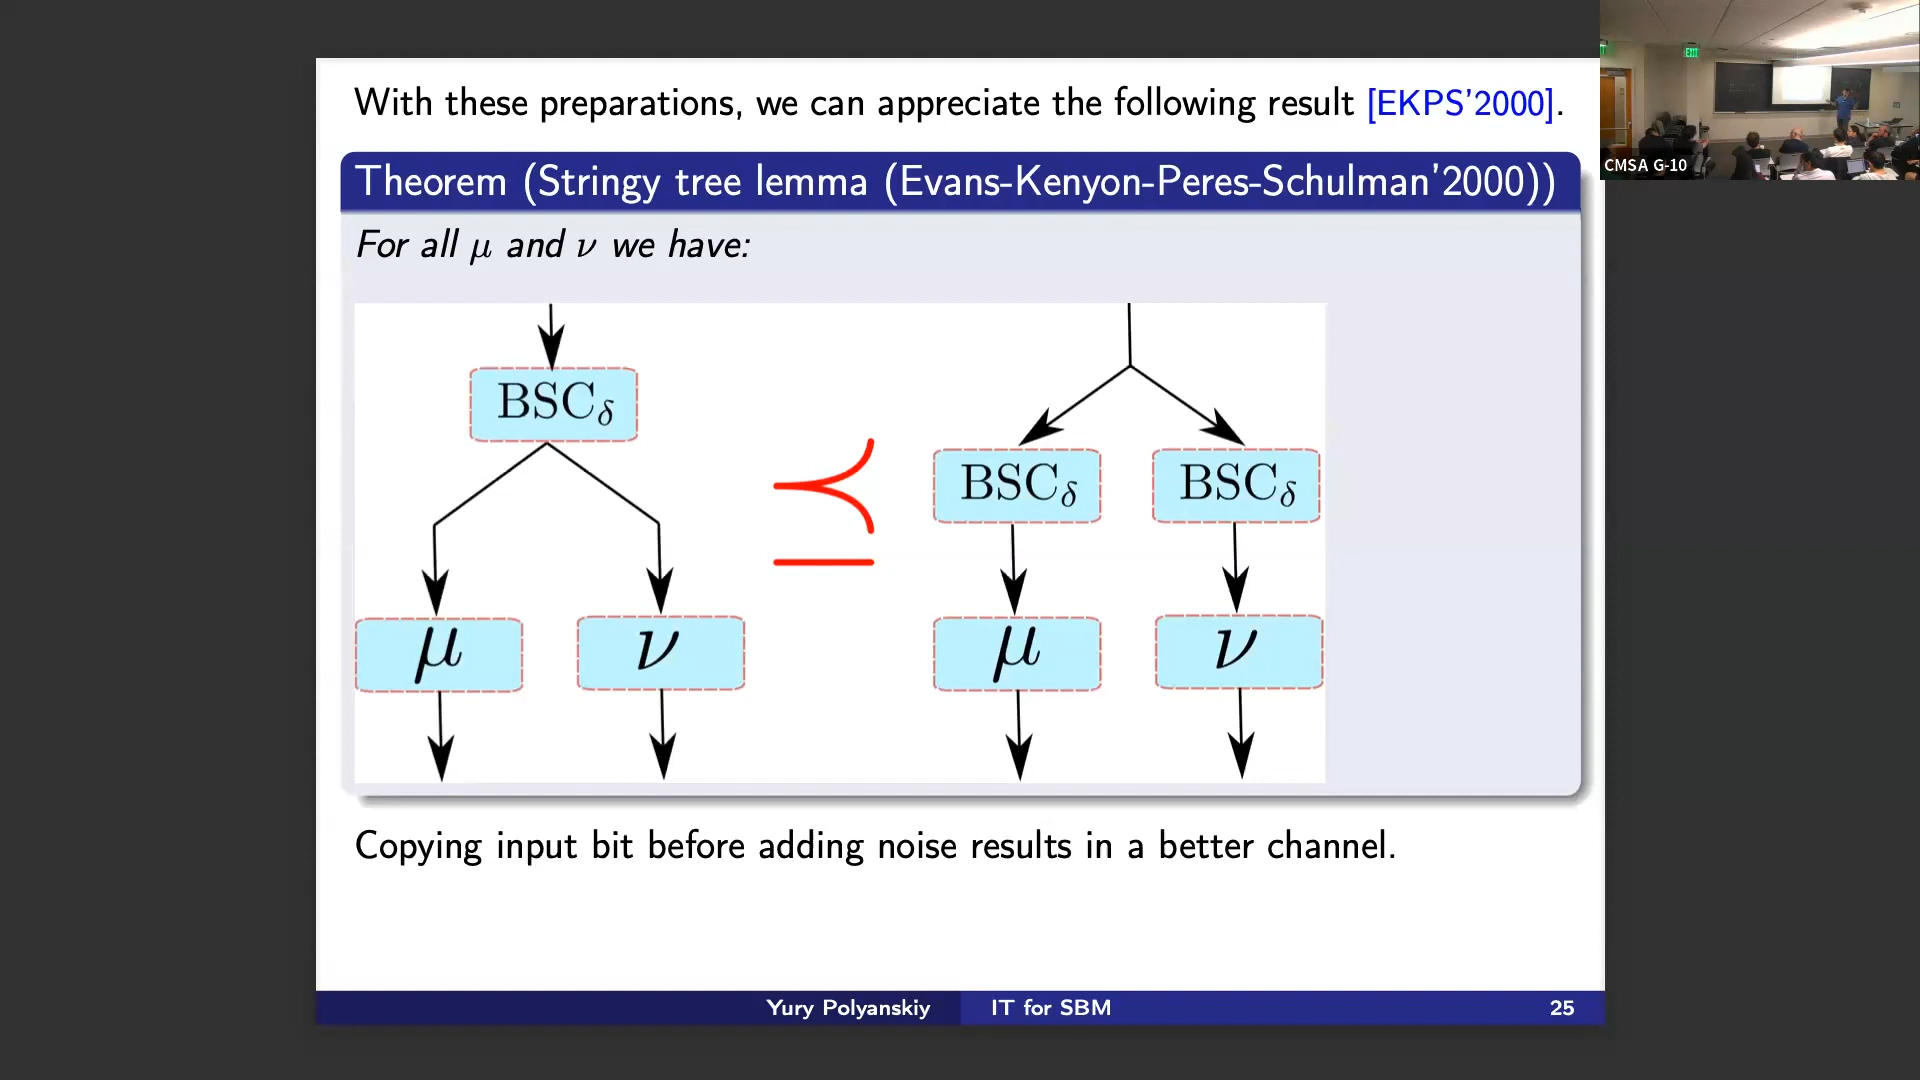 With these preparations, we can appreciate the following result [EKPS'2000].
CMSA G-10
Theorem (Stringy tree lemma (Evans-Kenyon-Peres-Schulman'2000))
For all μ and ν we have:
BSC_δ
BSC_δ BSC_δ
⪯
μ ν μ ν
Copying input bit before adding noise results in a better channel.
Yury Polyanskiy IT for SBM 25